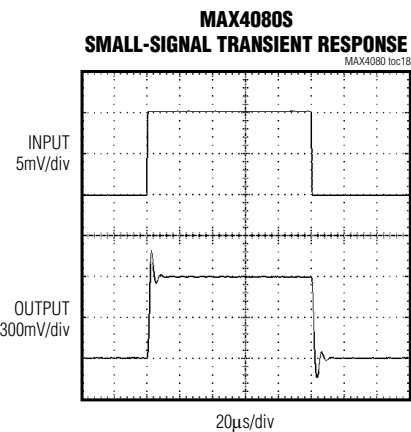 MAX4080S
SMALL-SIGNAL TRANSIENT RESPONSE
MAX4080 toc18
INPUT
5mV/div
OUTPUT
300mV/div
20μs/div